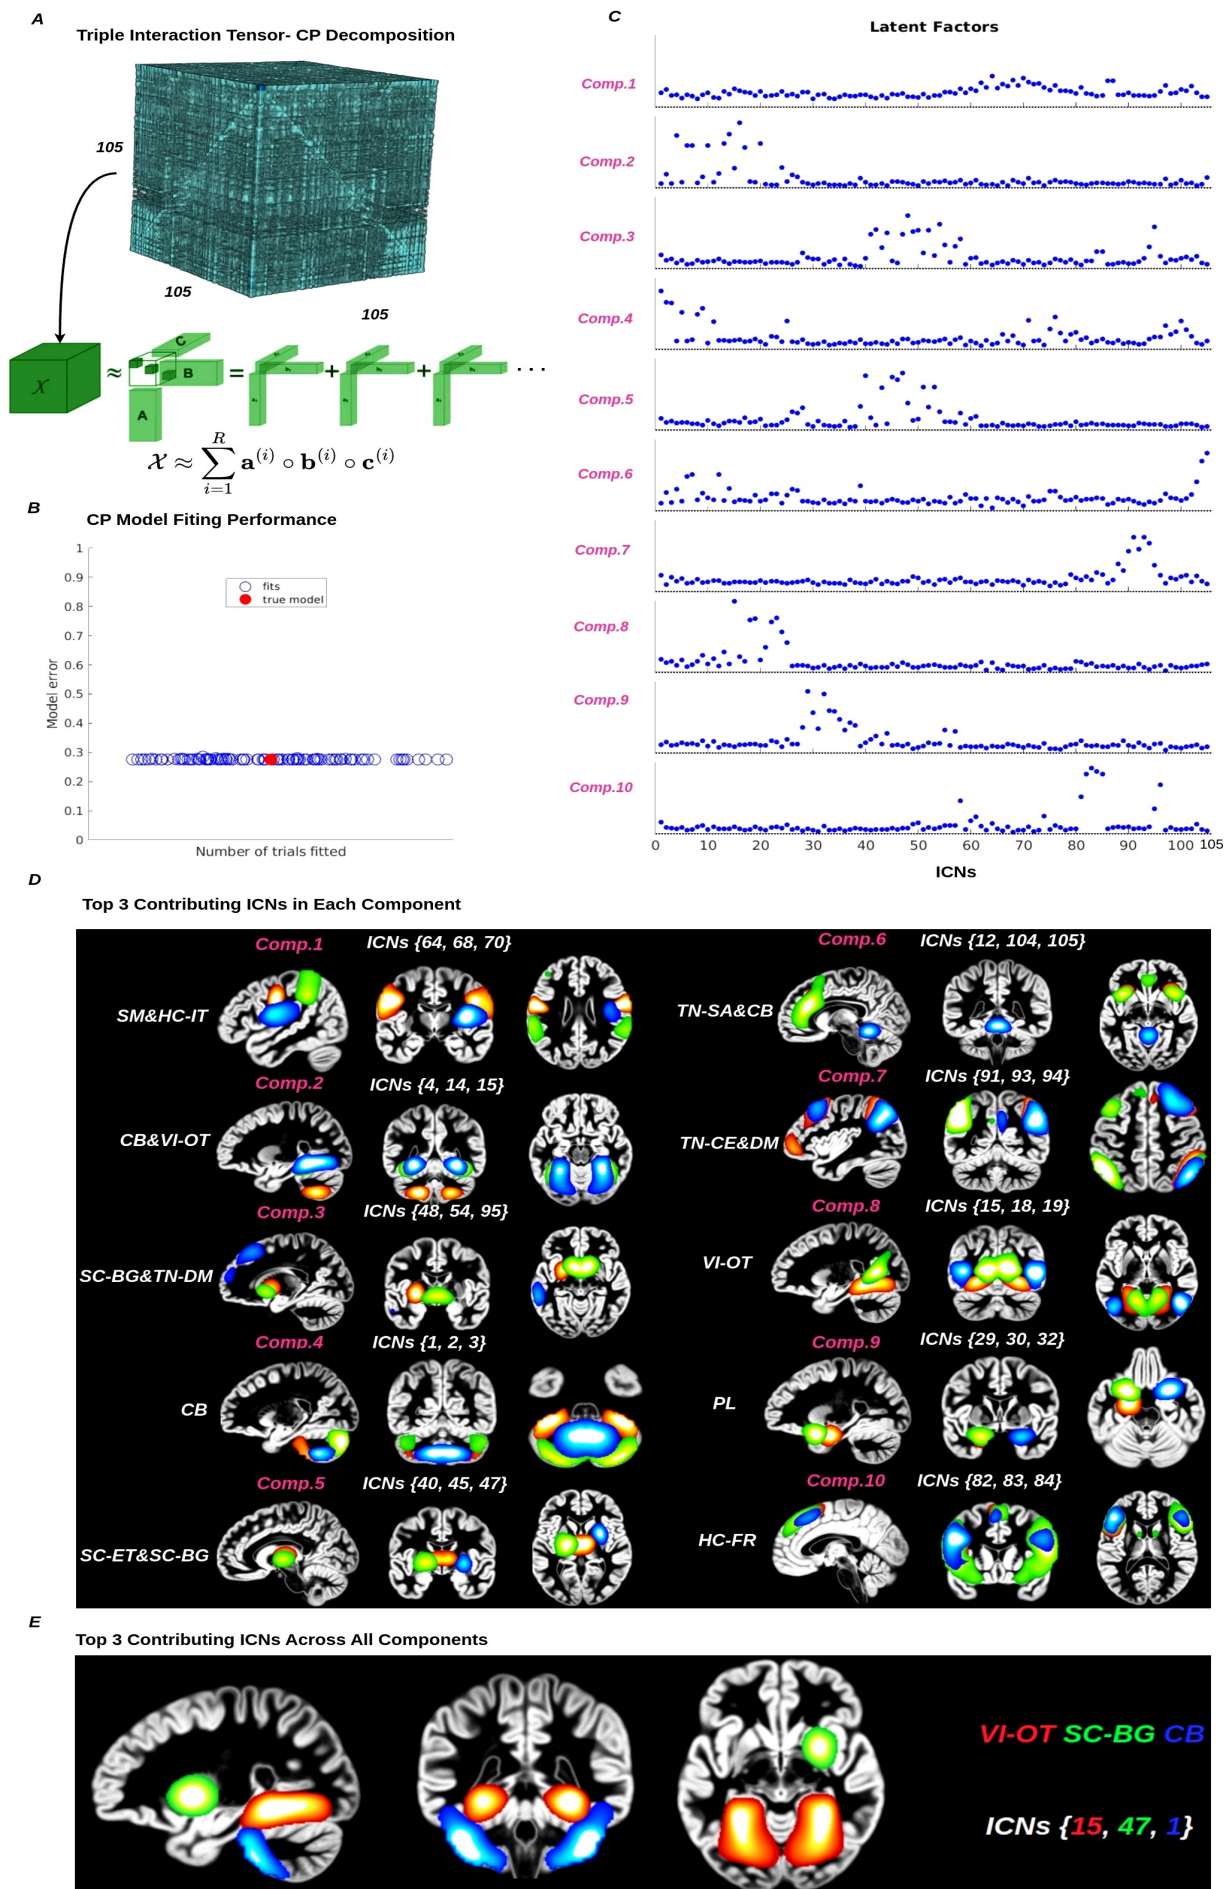 A
Triple Interaction Tensor- CP Decomposition
105
105
105
X
≈
A
B
C
=
+
+
...
X ≈ ∑ i=1 R a(i) ∘ b(i) ∘ c(i)
B
CP Model Fiting Performance
1
0.9
0.8
0.7
0.6
0.5
0.4
0.3
0.2
0.1
0
Model error
fits
true model
Number of trials fitted
C
Latent Factors
Comp.1
Comp.2
Comp.3
Comp.4
Comp.5
Comp.6
Comp.7
Comp.8
Comp.9
Comp.10
0 10 20 30 40 50 60 70 80 90 100 105
ICNs
D
Top 3 Contributing ICNs in Each Component
Comp.1 ICNs {64, 68, 70}
SM&HC-IT
Comp.2 ICNs {4, 14, 15}
CB&VI-OT
Comp.3 ICNs {48, 54, 95}
SC-BG&TN-DM
Comp.4 ICNs {1, 2, 3}
CB
Comp.5 ICNs {40, 45, 47}
SC-ET&SC-BG
Comp.6 ICNs {12, 104, 105}
TN-SA&CB
Comp.7 ICNs {91, 93, 94}
TN-CE&DM
Comp.8 ICNs {15, 18, 19}
VI-OT
Comp.9 ICNs {29, 30, 32}
PL
Comp.10 ICNs {82, 83, 84}
HC-FR
E
Top 3 Contributing ICNs Across All Components
VI-OT SC-BG CB
ICNs {15, 47, 1}